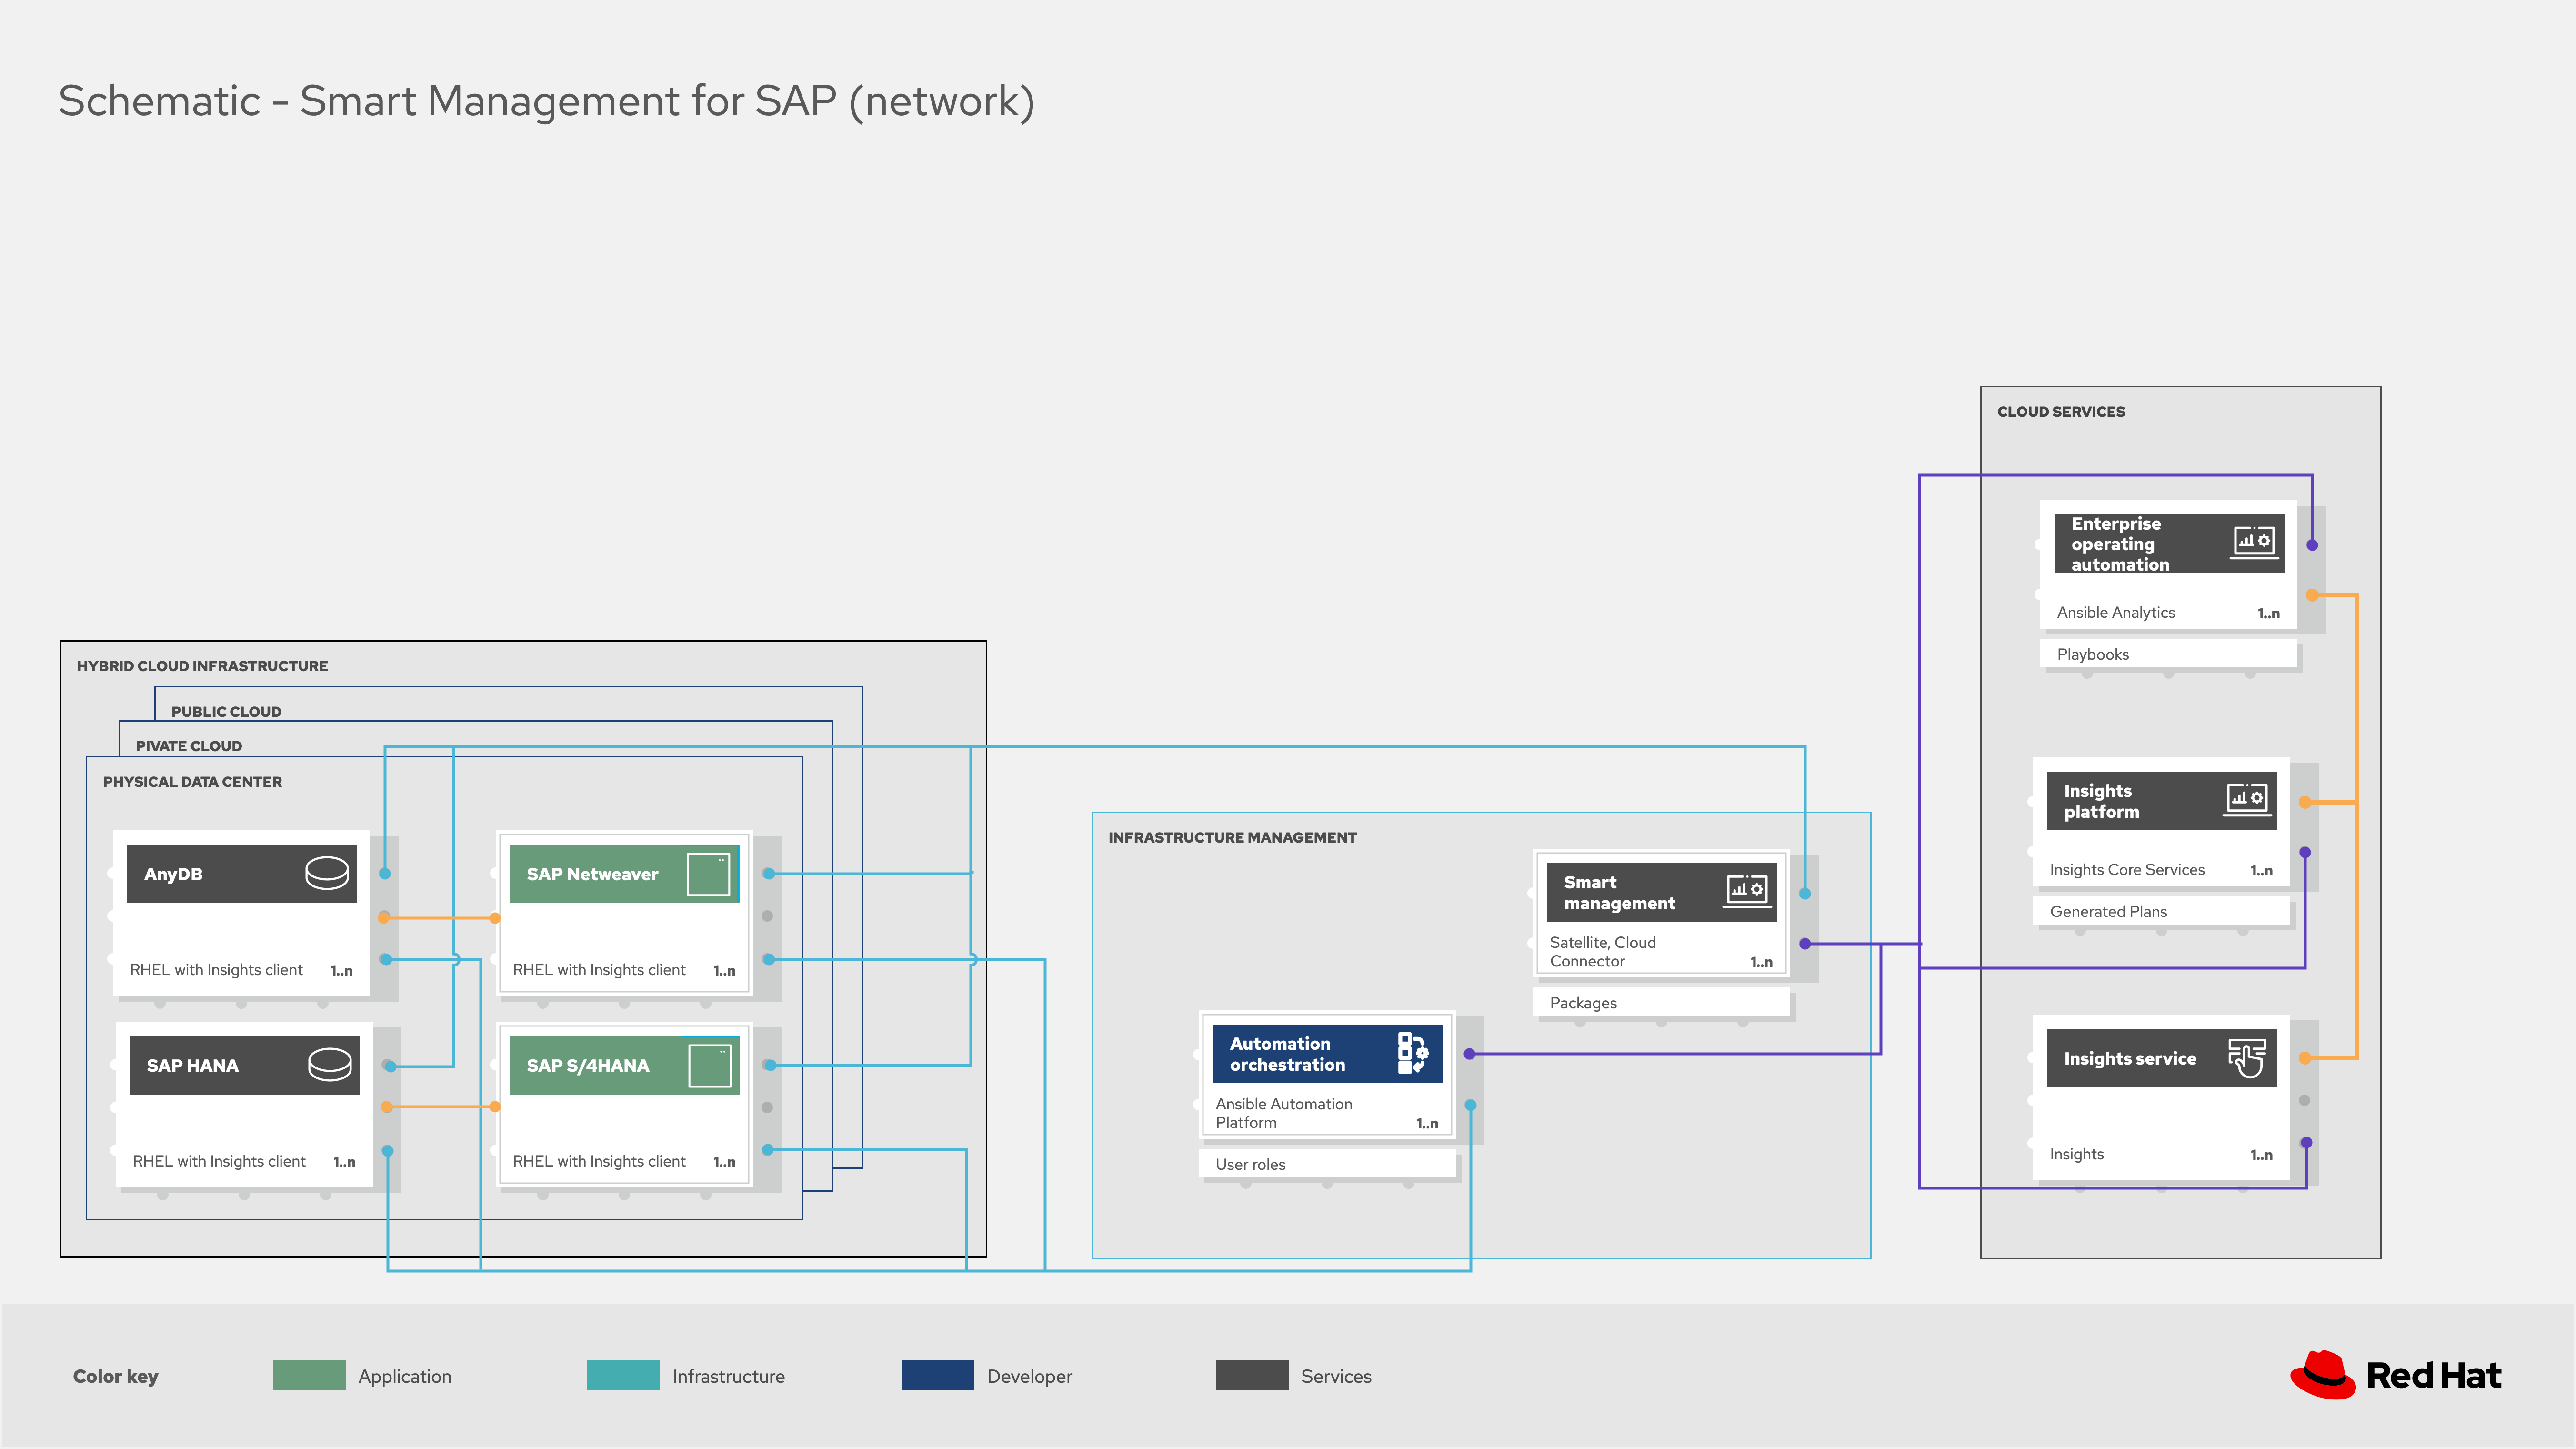 Schematic - Smart Management for SAP (network)
CLOUD SERVICES
Enterprise
operating
automation
Ansible Analytics 1..n
Playbooks
Insights
platform
Insights Core Services 1..n
Generated Plans
Insights service
Insights 1..n
HYBRID CLOUD INFRASTRUCTURE
PUBLIC CLOUD
PIVATE CLOUD
PHYSICAL DATA CENTER
AnyDB
RHEL with Insights client 1..n
SAP Netweaver
RHEL with Insights client 1..n
SAP HANA
RHEL with Insights client 1..n
SAP S/4HANA
RHEL with Insights client 1..n
INFRASTRUCTURE MANAGEMENT
Smart
management
Satellite, Cloud
Connector 1..n
Packages
Automation
orchestration
Ansible Automation
Platform 1..n
User roles
Color key
Application
Infrastructure
Developer
Services
Red Hat